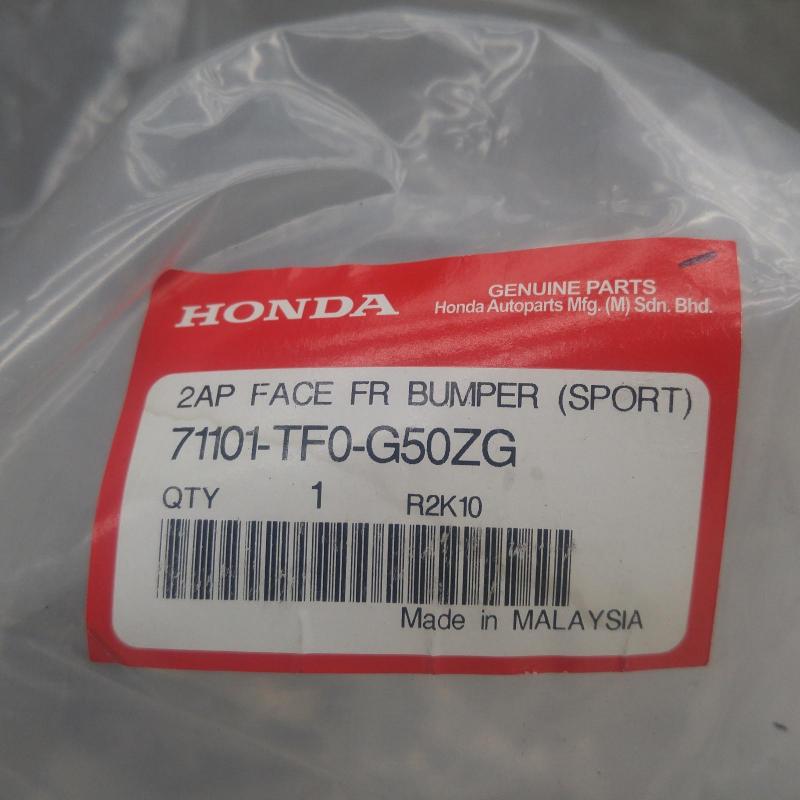 HONDA
GENUINE PARTS
Honda Autoparts Mfg. (M) Sdn. Bhd.
2AP FACE FR BUMPER (SPORT)
71101-TF0-G50ZG
QTY 1 R2K10
Made in MALAYSIA